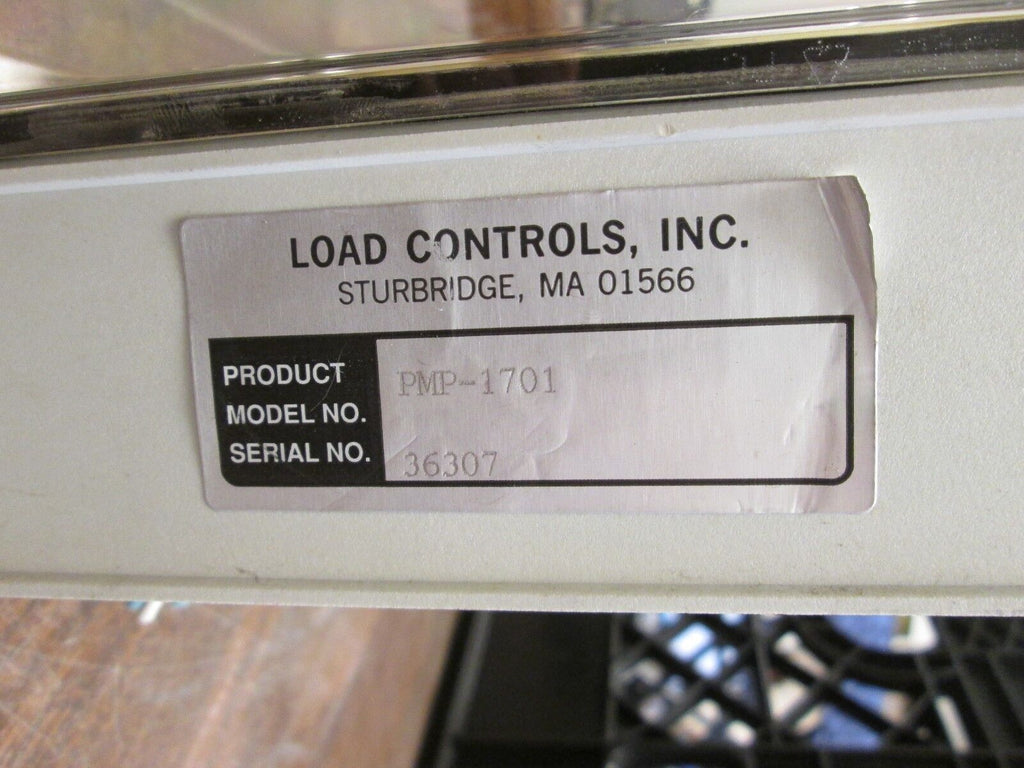 LOAD CONTROLS, INC.
STURBRIDGE, MA 01566
PRODUCT PMP-1701
MODEL NO.
SERIAL NO. 36307